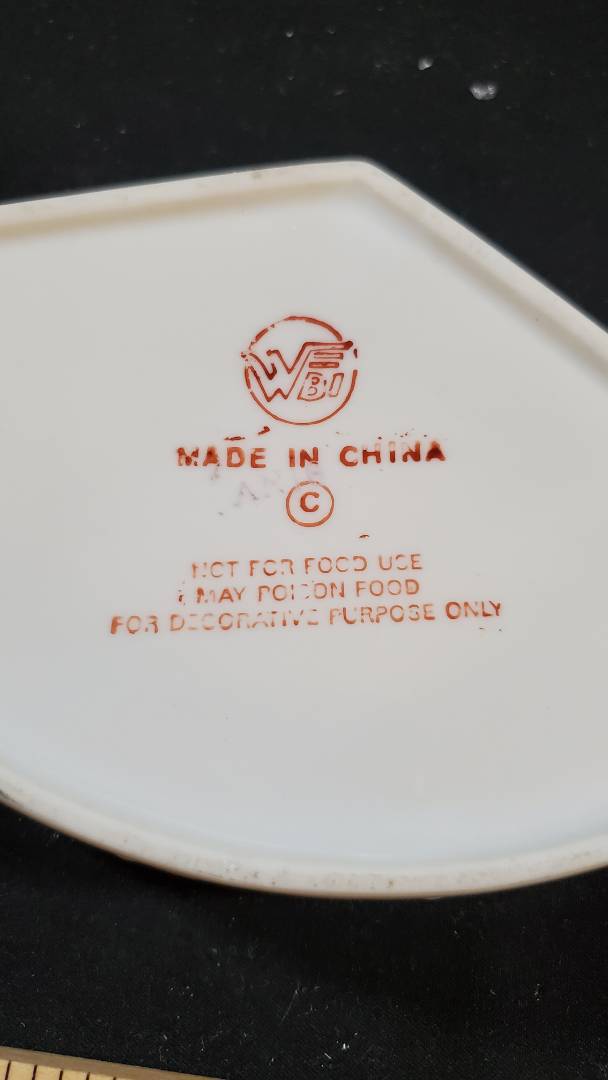 WBI
MADE IN CHINA
©
NOT FOR FOOD USE
MAY POISON FOOD
FOR DECORATIVE PURPOSE ONLY